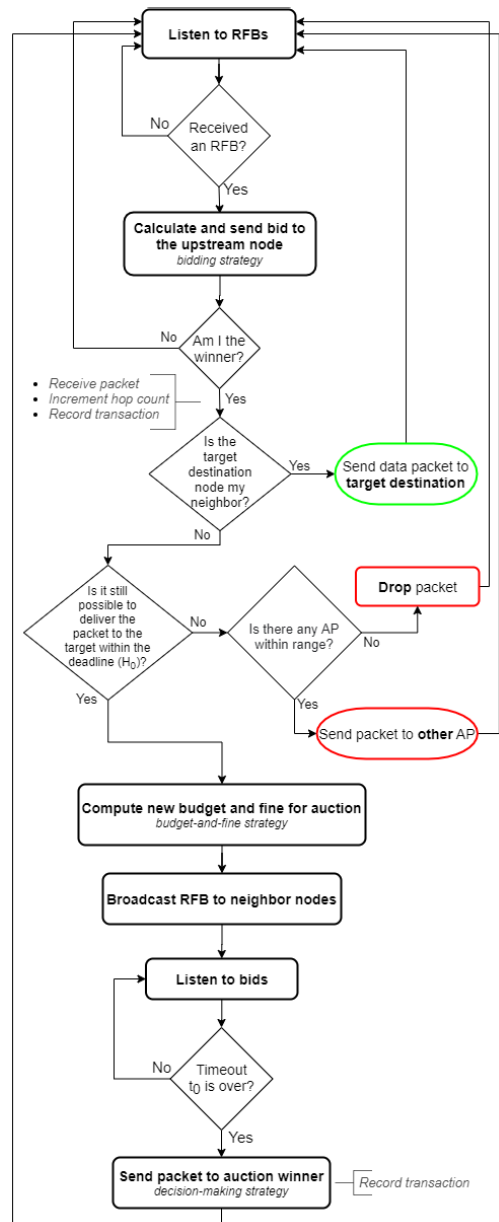 Listen to RFBs
No
Received
an RFB?
Yes
Calculate and send bid to
the upstream node
bidding strategy
No
Am I the
winner?
• Receive packet
• Increment hop count
• Record transaction
Yes
Is the
target
destination
node my
neighbor?
Yes
Send data packet to
target destination
No
Is it still
possible to
deliver the
packet to the
target within the
deadline (H₀)?
No
Is there any AP
within range?
No
Drop packet
Yes
Yes
Send packet to other AP
Compute new budget and fine for auction
budget-and-fine strategy
Broadcast RFB to neighbor nodes
Listen to bids
No
Timeout
t₀ is over?
Yes
Send packet to auction winner
decision-making strategy
Record transaction